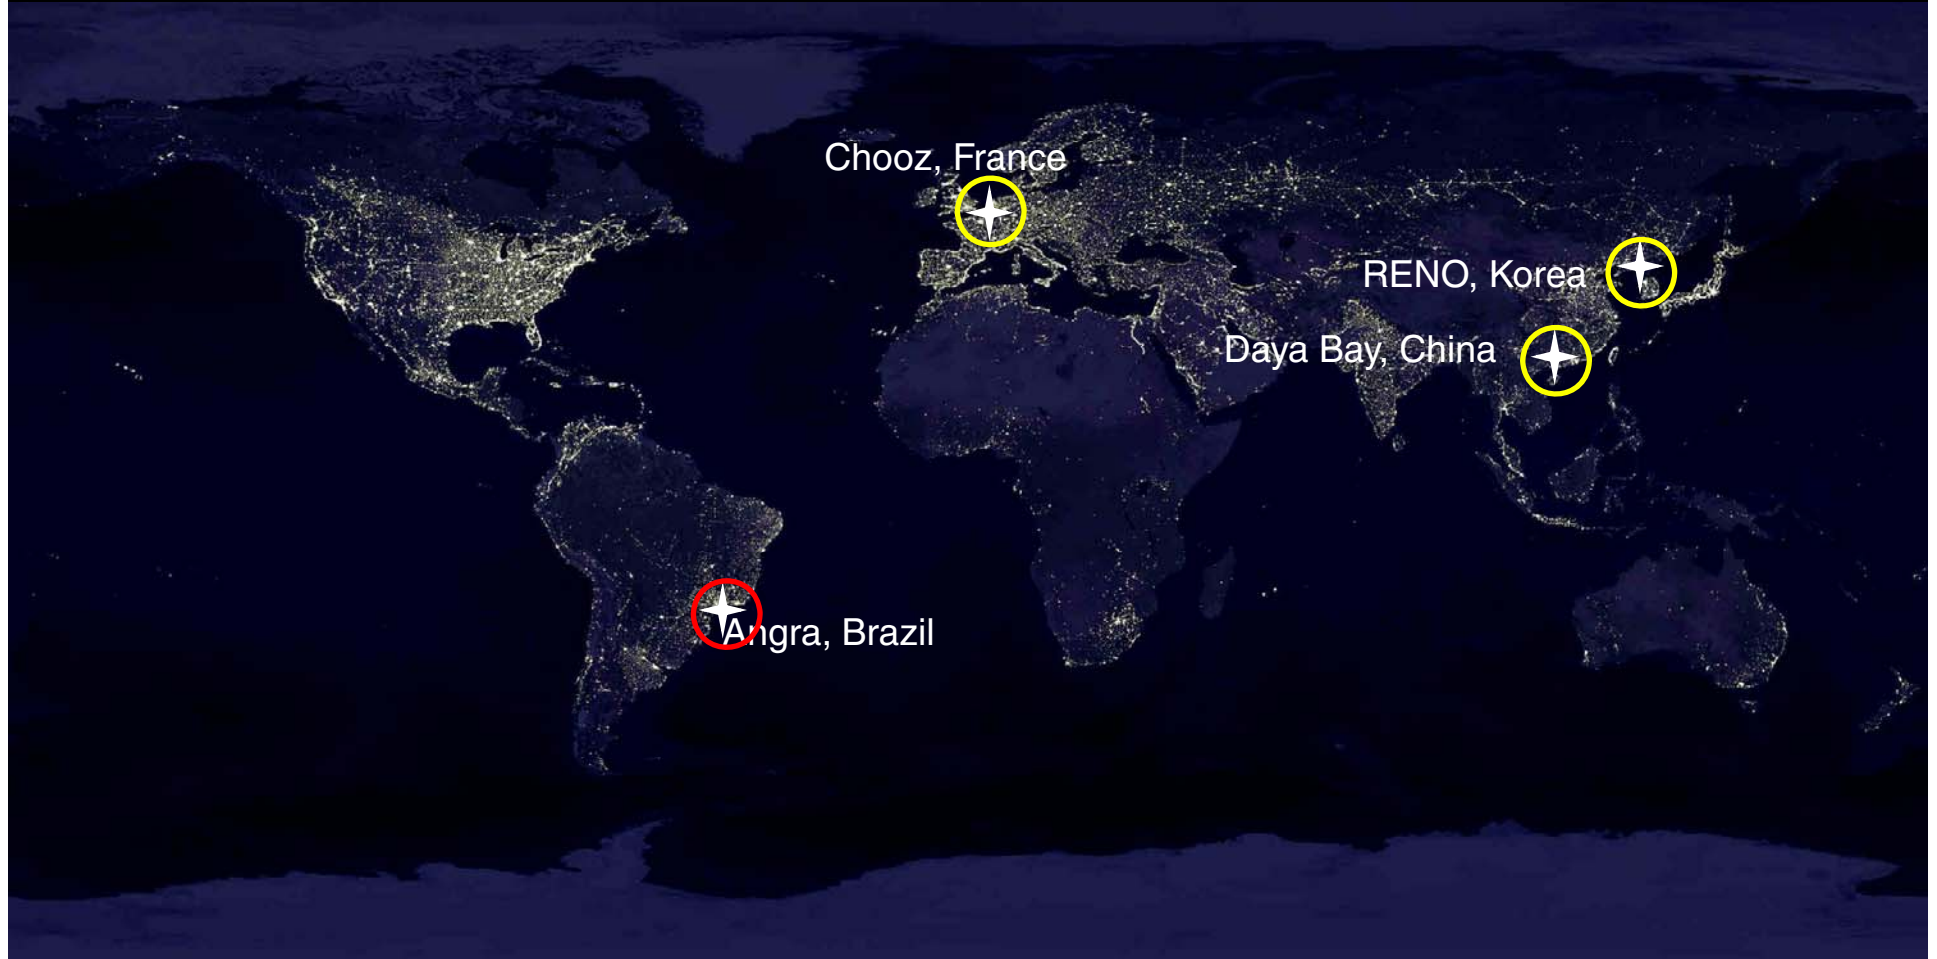 Chooz, France
RENO, Korea
Daya Bay, China
Angra, Brazil